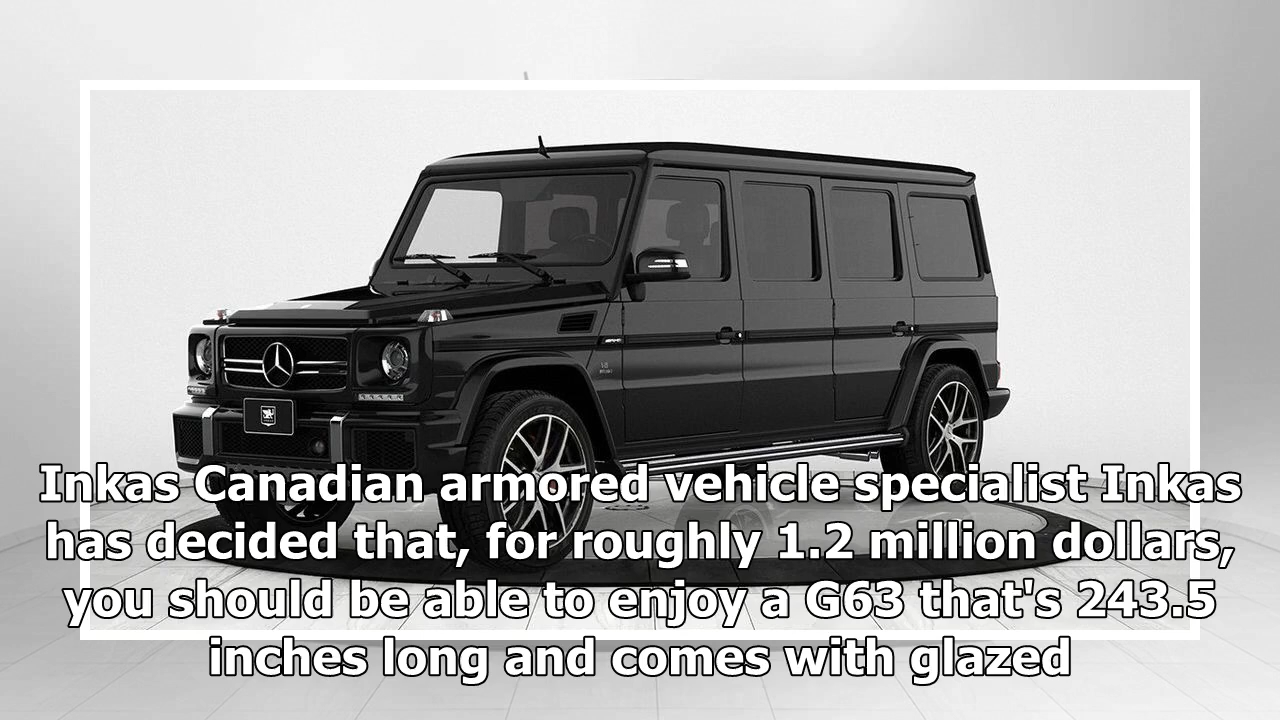 Inkas Canadian armored vehicle specialist Inkas
has decided that, for roughly 1.2 million dollars,
you should be able to enjoy a G63 that's 243.5
inches long and comes with glazed